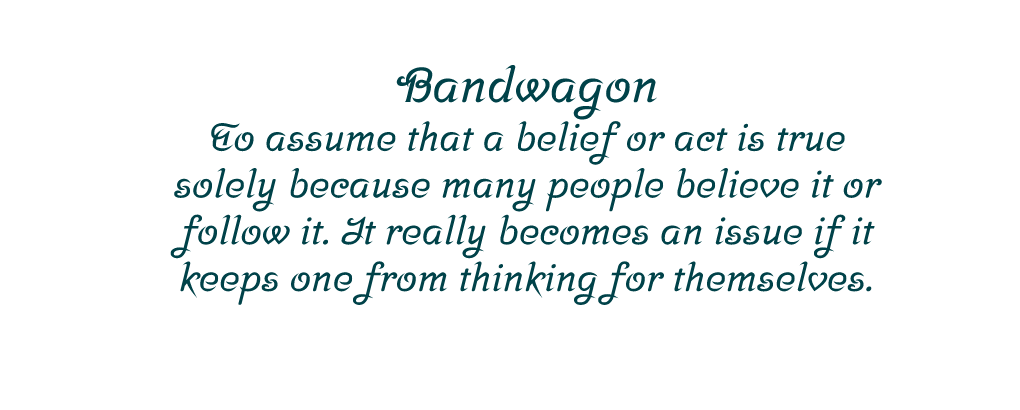 Bandwagon
To assume that a belief or act is true
solely because many people believe it or
follow it. It really becomes an issue if it
keeps one from thinking for themselves.